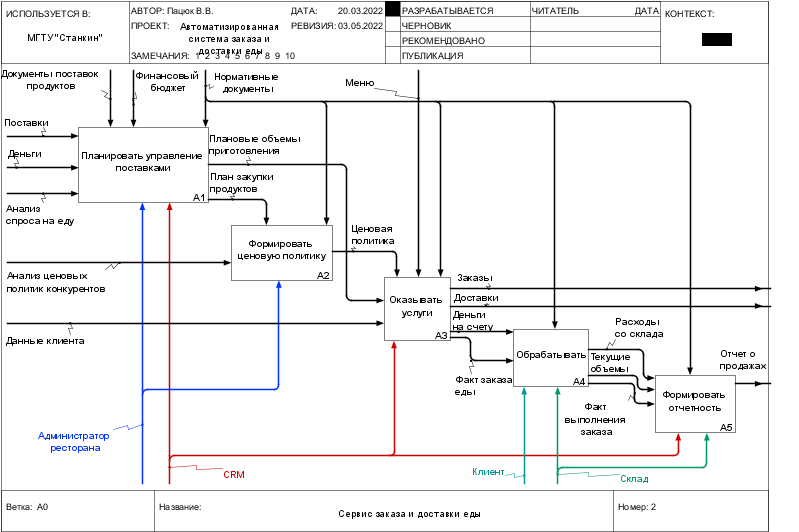 ИСПОЛЬЗУЕТСЯ В:
МГТУ"Станкин"
АВТОР: Пацюк В.В.
ДАТА: 20.03.2022
ПРОЕКТ: Автоматизированная
система заказа и
доставки еды
РЕВИЗИЯ: 03.05.2022
ЗАМЕЧАНИЯ: 1 2 3 4 5 6 7 8 9 10
РАЗРАБАТЫВАЕТСЯ
ЧЕРНОВИК
РЕКОМЕНДОВАНО
ПУБЛИКАЦИЯ
ЧИТАТЕЛЬ
ДАТА
КОНТЕКСТ:
Документы поставок
продуктов
Финансовый
бюджет
Нормативные
документы
Меню
Поставки
Деньги
Анализ
спроса на еду
Планировать управление
поставками
A1
Плановые объемы
приготовления
План закупки
продуктов
Формировать
ценовую политику
A2
Ценовая
политика
Анализ ценовых
политик конкурентов
Данные клиента
Оказывать
услуги
A3
Заказы
Доставки
Деньги
на счету
Факт заказа
еды
Обрабатывать
A4
Расходы
со склада
Текущие
объемы
Факт
выполнения
заказа
Отчет о
продажах
Формировать
отчетность
A5
Администратор
ресторана
CRM
Клиент
Склад
Ветка: A0
Название:
Сервис заказа и доставки еды
Номер: 2